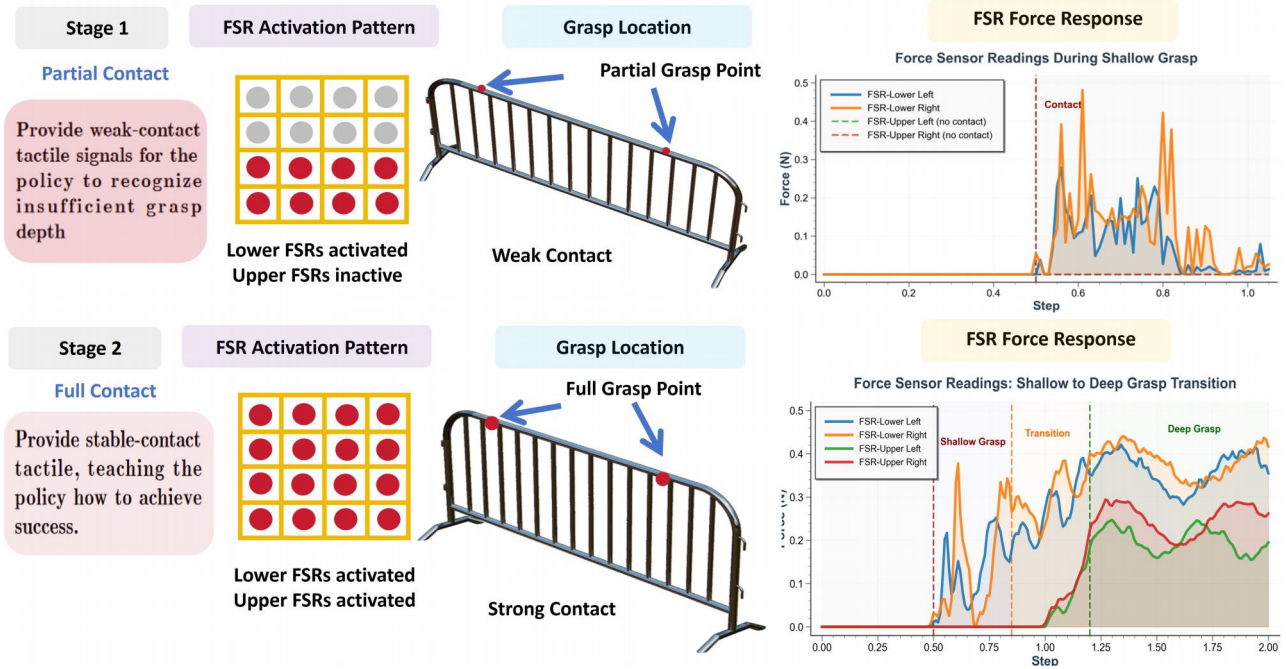 Stage 1
FSR Activation Pattern
Grasp Location
FSR Force Response
Partial Contact
Provide weak-contact
tactile signals for the
policy to recognize
insufficient grasp
depth
Lower FSRs activated
Upper FSRs inactive
Partial Grasp Point
Weak Contact
Force Sensor Readings During Shallow Grasp
FSR-Lower Left
FSR-Lower Right
FSR-Upper Left (no contact)
FSR-Upper Right (no contact)
Contact
Force (N)
0.5
0.4
0.3
0.2
0.1
0.0
0.0 0.2 0.4 0.6 0.8 1.0
Step
Stage 2
FSR Activation Pattern
Grasp Location
FSR Force Response
Full Contact
Provide stable-contact
tactile, teaching the
policy how to achieve
success.
Lower FSRs activated
Upper FSRs activated
Full Grasp Point
Strong Contact
Force Sensor Readings: Shallow to Deep Grasp Transition
FSR-Lower Left
FSR-Lower Right
FSR-Upper Left
FSR-Upper Right
Shallow Grasp
Transition
Deep Grasp
0.5
0.4
0.3
0.2
0.1
0.0
0.00 0.25 0.50 0.75 1.00 1.25 1.50 1.75 2.00
Step